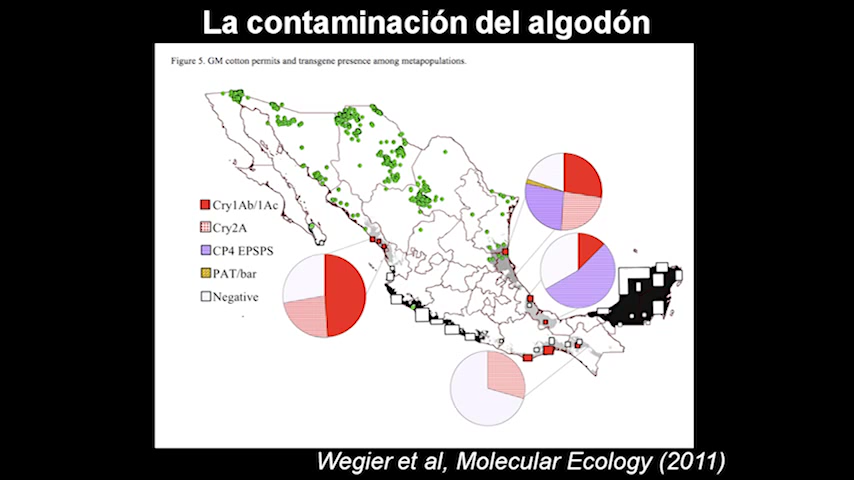 La contaminación del algodón
Figure 5. GM cotton permits and transgene presence among metapopulations.
Cry1Ab/1Ac
Cry2A
CP4 EPSPS
PAT/bar
Negative
Wegier et al, Molecular Ecology (2011)